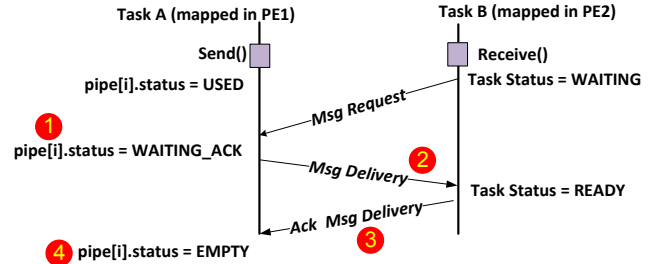 Task A (mapped in PE1)
Task B (mapped in PE2)
Send()
Receive()
pipe[i].status = USED
Task Status = WAITING
Msg Request
1
pipe[i].status = WAITING_ACK
Msg Delivery
2
Task Status = READY
Ack Msg Delivery
3
4 pipe[i].status = EMPTY